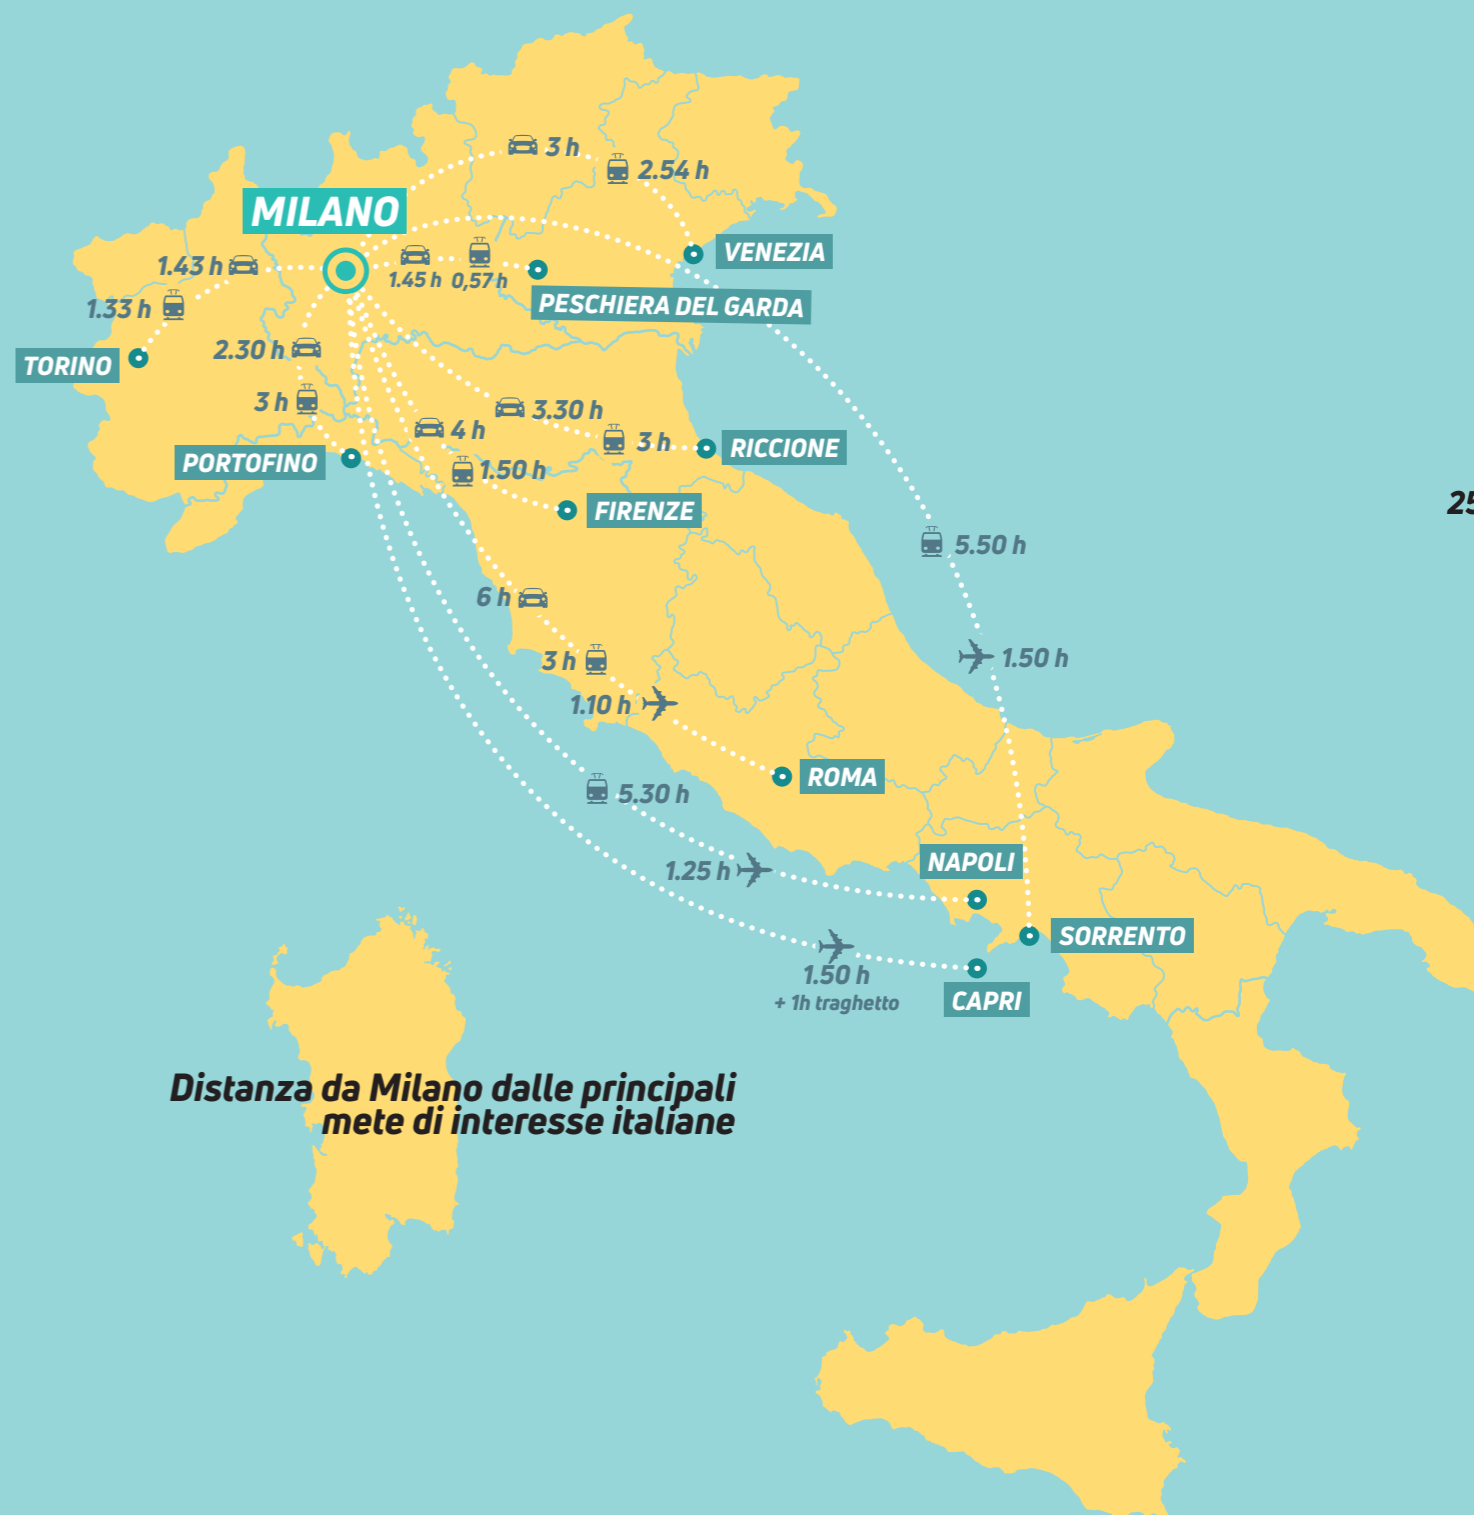 3 h
2.54 h
MILANO
VENEZIA
1.43 h
1.45 h
0,57 h
1.33 h
PESCHIERA DEL GARDA
TORINO
2.30 h
3 h
3.30 h
4 h
3 h
RICCIONE
PORTOFINO
1.50 h
FIRENZE
25
5.50 h
6 h
3 h
1.50 h
1.10 h
ROMA
5.30 h
NAPOLI
1.25 h
SORRENTO
1.50 h
+ 1h traghetto
CAPRI
Distanza da Milano dalle principali
mete di interesse italiane